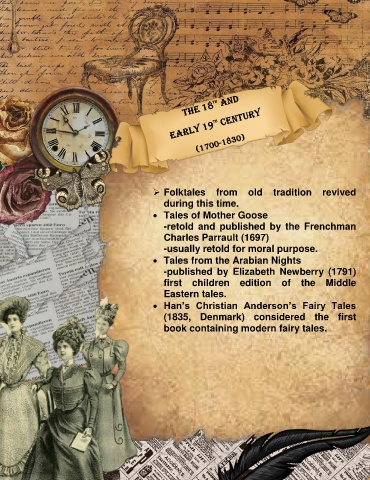 THE 18TH AND
EARLY 19TH CENTURY
(1700-1830)
➢ Folktales from old tradition revived
during this time.
• Tales of Mother Goose
-retold and published by the Frenchman
Charles Parrault (1697)
-usually retold for moral purpose.
• Tales from the Arabian Nights
-published by Elizabeth Newberry (1791)
first children edition of the Middle
Eastern tales.
• Han's Christian Anderson's Fairy Tales
(1835, Denmark) considered the first
book containing modern fairy tales.